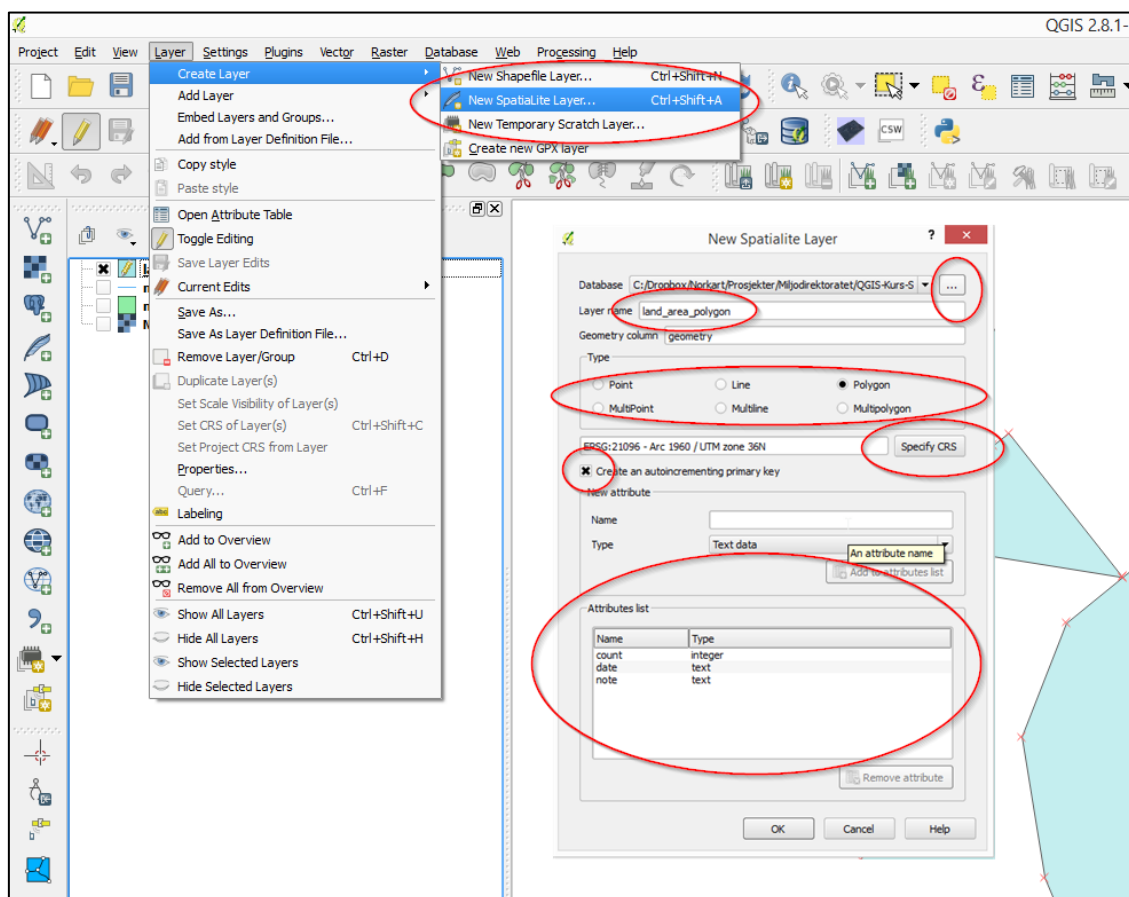 QGIS 2.8.1-
Project Edit View Layer Settings Plugins Vector Raster Database Web Processing Help
Create Layer
Add Layer
Embed Layers and Groups...
Add from Layer Definition File...
Copy style
Paste style
Open Attribute Table
Toggle Editing
Save Layer Edits
Current Edits
Save As...
Save As Layer Definition File...
Remove Layer/Group Ctrl+D
Duplicate Layer(s)
Set Scale Visibility of Layer(s)
Set CRS of Layer(s) Ctrl+Shift+C
Set Project CRS from Layer
Properties...
Query... Ctrl+F
abc Labeling
Add to Overview
Add All to Overview
Remove All from Overview
Show All Layers Ctrl+Shift+U
Hide All Layers Ctrl+Shift+H
Show Selected Layers
Hide Selected Layers
New Shapefile Layer... Ctrl+Shift+N
New SpatiaLite Layer... Ctrl+Shift+A
New Temporary Scratch Layer...
Create new GPX layer
CSW
New Spatialite Layer ?
Database C:/Dropbox/Norkart/Prosjekter/Miljodirektoratet/QGIS-Kurs-S ...
Layer name land_area_polygon
Geometry column geometry
Type
Point Line Polygon
MultiPoint Multiline Multipolygon
EPSG:21096 - Arc 1960 / UTM zone 36N Specify CRS
Create an autoincrementing primary key
New attribute
Name
Type Text data
An attribute name
Add to attributes list
Attributes list
Name Type
count integer
date text
note text
Remove attribute
OK Cancel Help